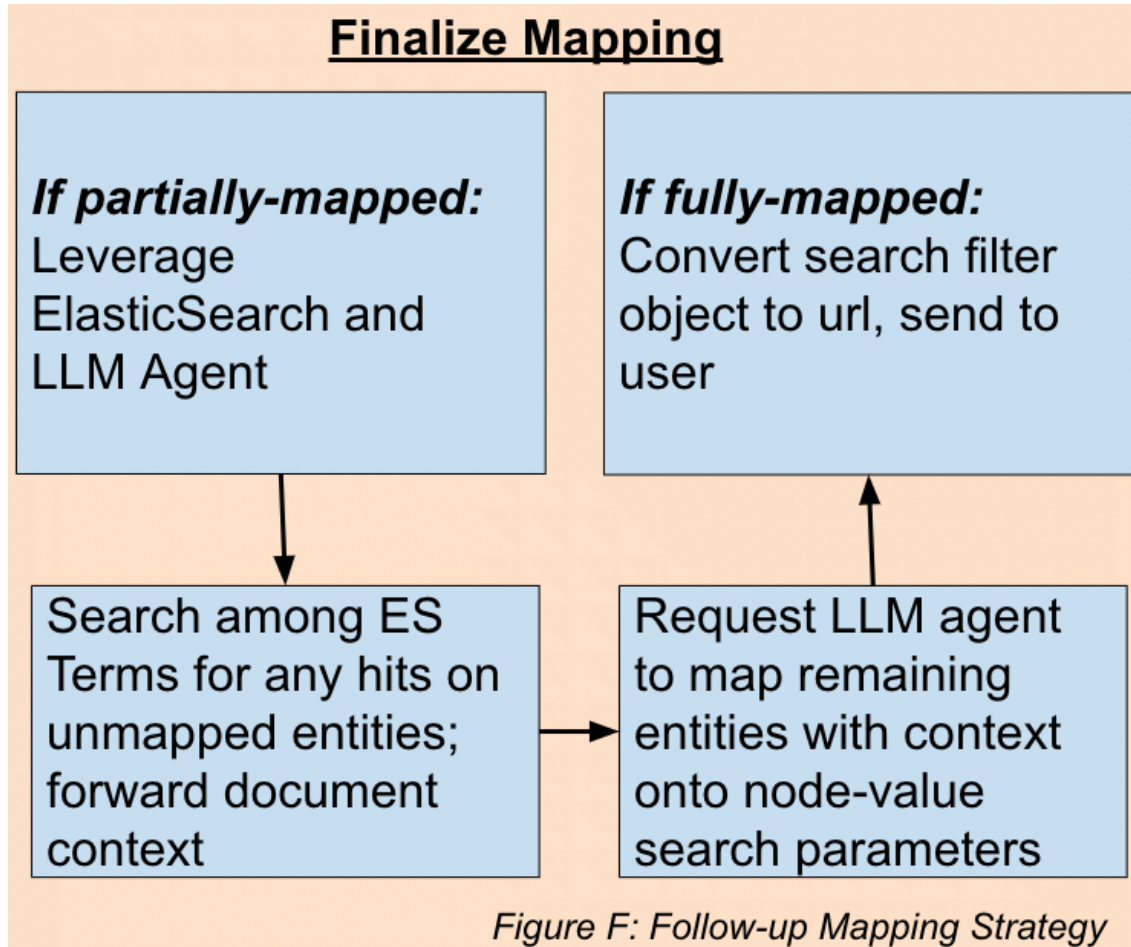 Finalize Mapping
If partially-mapped:
Leverage
ElasticSearch and
LLM Agent
If fully-mapped:
Convert search filter
object to url, send to
user
Search among ES
Terms for any hits on
unmapped entities;
forward document
context
Request LLM agent
to map remaining
entities with context
onto node-value
search parameters
Figure F: Follow-up Mapping Strategy